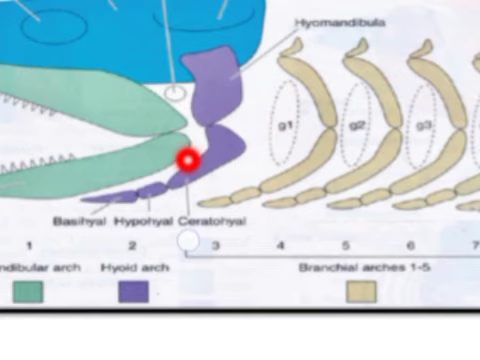 Hyomandibula
g1 g2 g3
Basihyal Hypohyal Ceratohyal
1 2 3 4 5 6 7
ndibular arch Hyoid arch Branchial arches 1-5